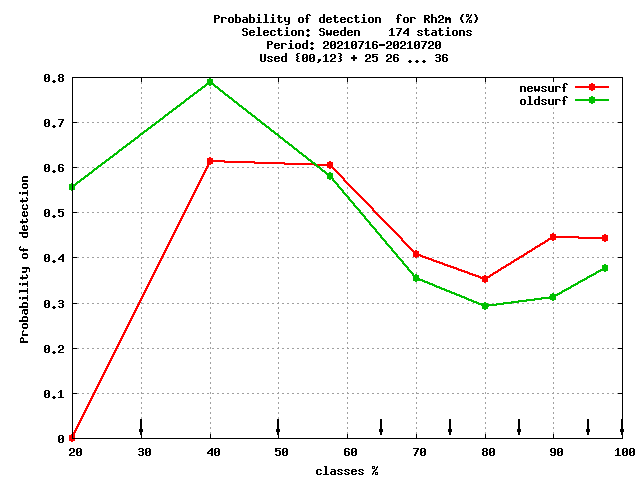 Probability of detection  for Rh2m (%)
Selection: Sweden    174 stations
Period: 20210716-20210720
Used {00,12} + 25 26 ... 36
newsurf
oldsurf
Probability of detection
0.8
0.7
0.6
0.5
0.4
0.3
0.2
0.1
0
20 30 40 50 60 70 80 90 100
classes %